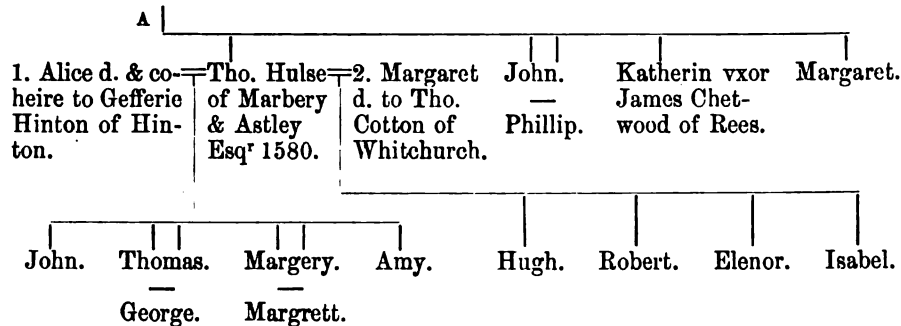 A
1. Alice d. & co-heire to Gefferie Hinton of Hinton.
Tho. Hulse of Marbery & Astley Esqʳ 1580.
2. Margaret d. to Tho. Cotton of Whitchurch.
John.
Phillip.
Katherin vxor James Chetwood of Rees.
Margaret.
John.
Thomas.
George.
Margery.
Margrett.
Amy.
Hugh.
Robert.
Elenor.
Isabel.